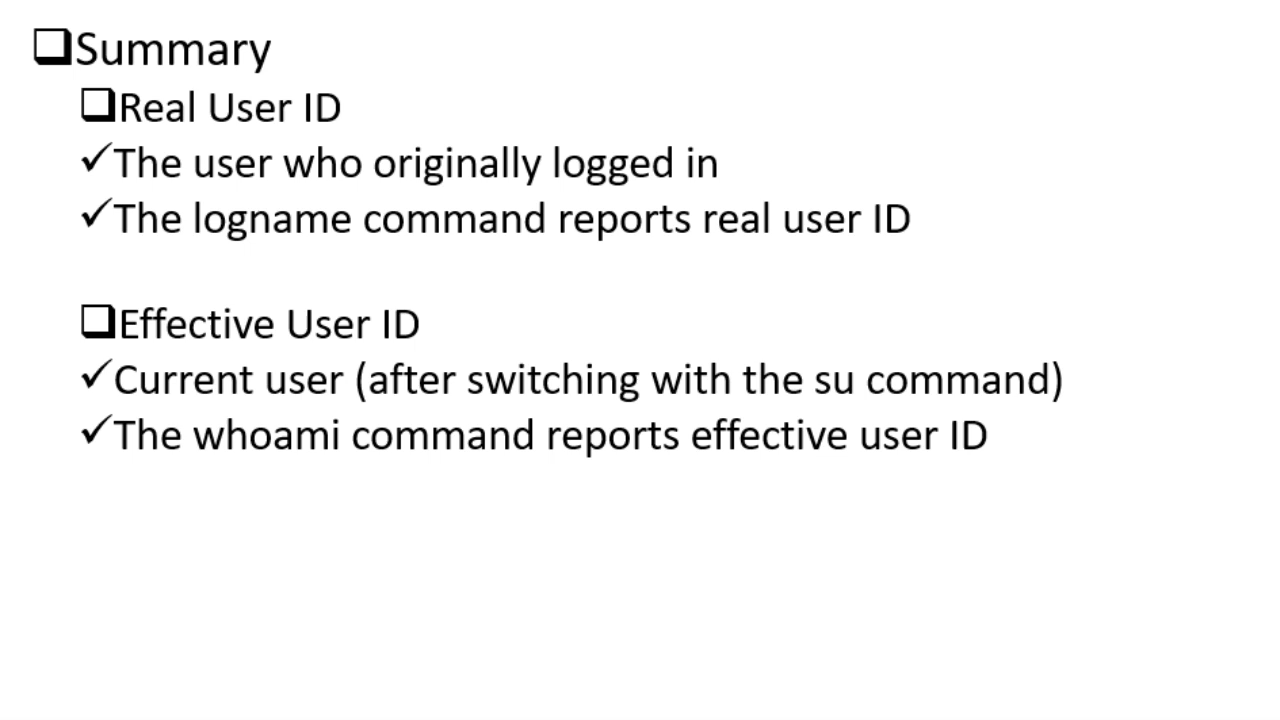 ❑Summary
❑Real User ID
✓The user who originally logged in
✓The logname command reports real user ID
❑Effective User ID
✓Current user (after switching with the su command)
✓The whoami command reports effective user ID